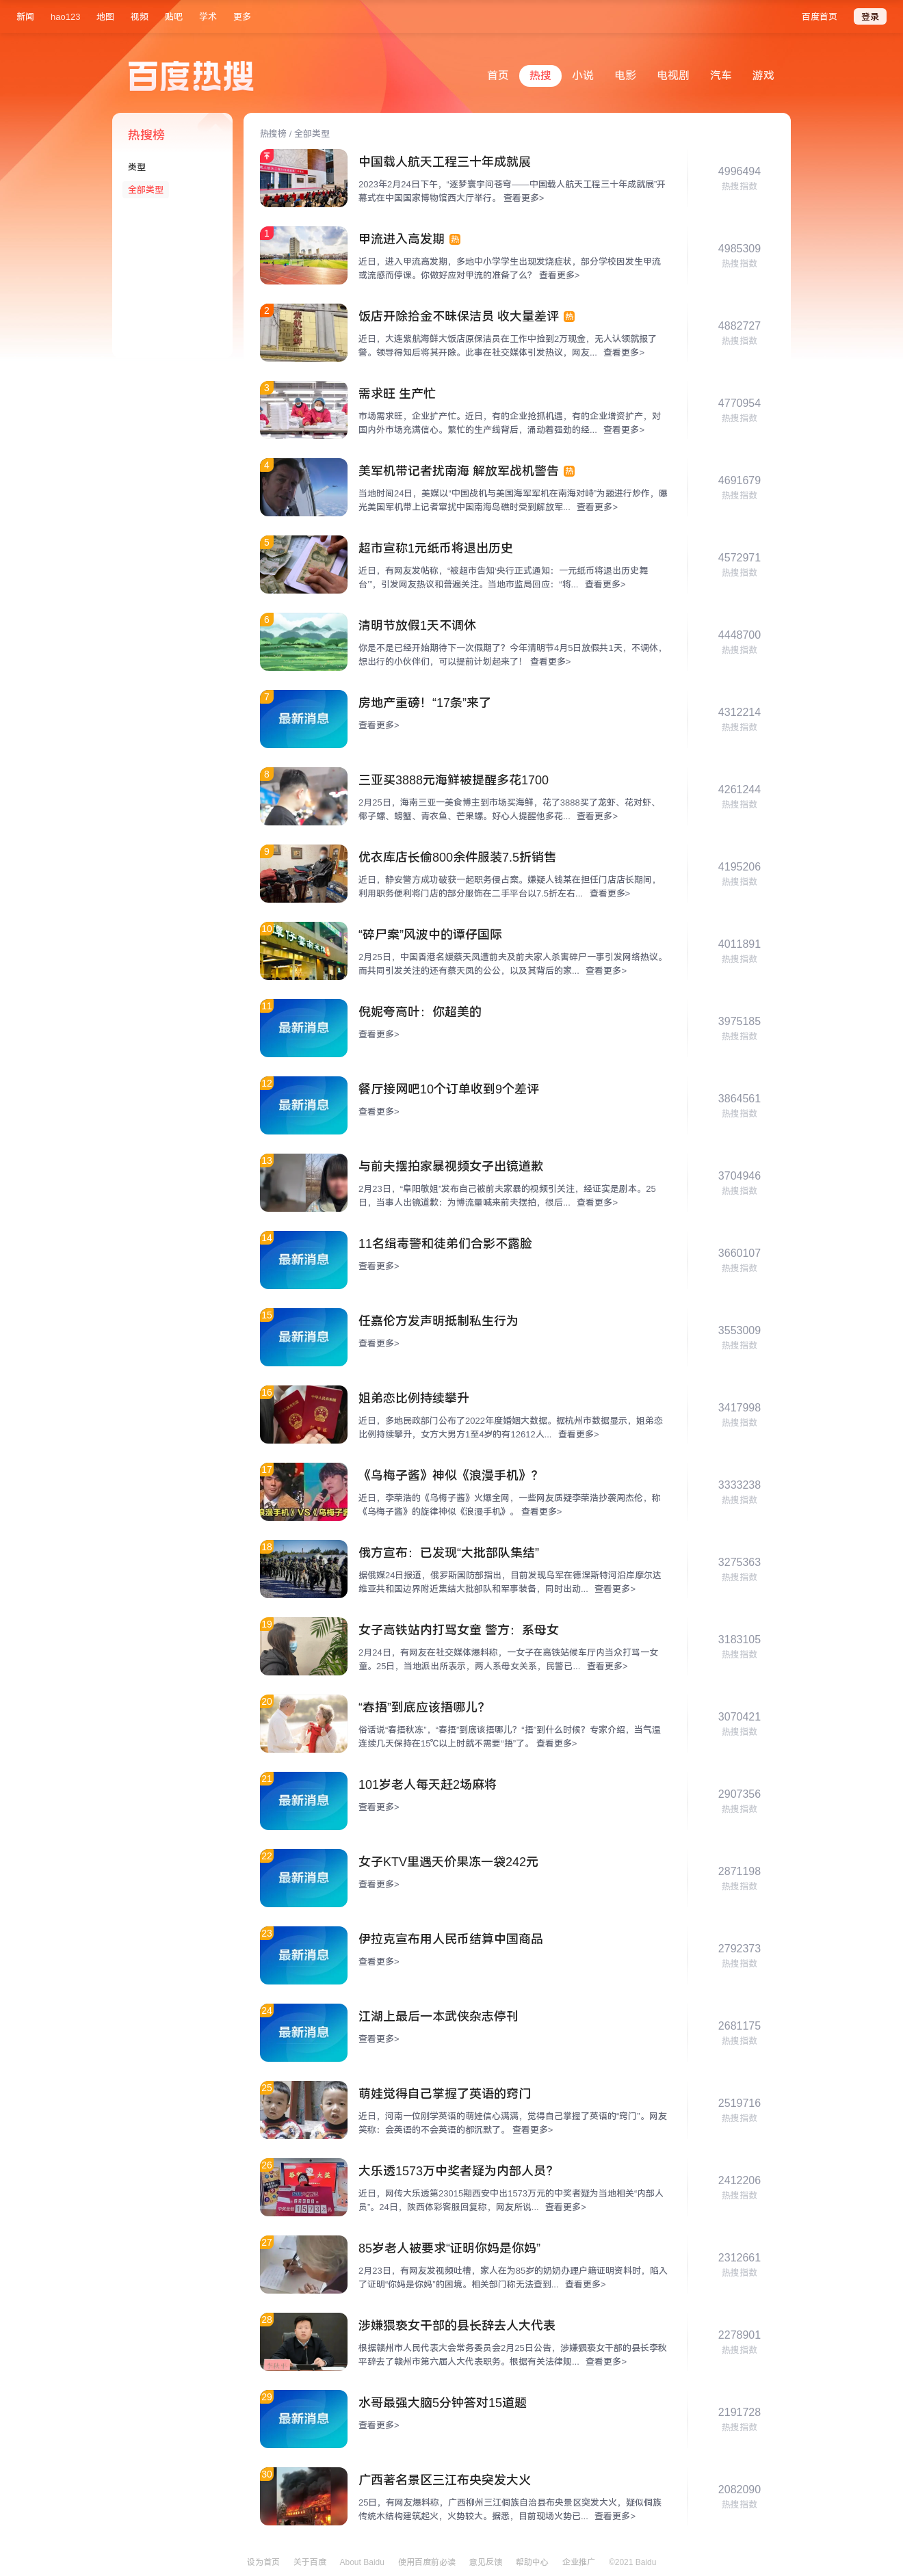 新闻 hao123 地图 视频 贴吧 学术 更多 百度首页 登录
百度热搜 首页 热搜 小说 电影 电视剧 汽车 游戏
热搜榜
类型
全部类型
热搜榜 / 全部类型
中国载人航天工程三十年成就展
2023年2月24日下午，“逐梦寰宇问苍穹——中国载人航天工程三十年成就展”开
幕式在中国国家博物馆西大厅举行。 查看更多>
4996494
热搜指数
1
甲流进入高发期 热
近日，进入甲流高发期，多地中小学学生出现发烧症状，部分学校因发生甲流
或流感而停课。你做好应对甲流的准备了么？ 查看更多>
4985309
热搜指数
2
饭店开除拾金不昧保洁员 收大量差评 热
近日，大连紫航海鲜大饭店原保洁员在工作中捡到2万现金，无人认领就报了
警。领导得知后将其开除。此事在社交媒体引发热议，网友... 查看更多>
4882727
热搜指数
3
需求旺 生产忙
市场需求旺，企业扩产忙。近日，有的企业抢抓机遇，有的企业增资扩产，对
国内外市场充满信心。繁忙的生产线背后，涌动着强劲的经... 查看更多>
4770954
热搜指数
4
美军机带记者扰南海 解放军战机警告 热
当地时间24日，美媒以“中国战机与美国海军军机在南海对峙”为题进行炒作，曝
光美国军机带上记者窜扰中国南海岛礁时受到解放军... 查看更多>
4691679
热搜指数
5
超市宣称1元纸币将退出历史
近日，有网友发帖称，“被超市告知‘央行正式通知：一元纸币将退出历史舞
台’”，引发网友热议和普遍关注。当地市监局回应：“将... 查看更多>
4572971
热搜指数
6
清明节放假1天不调休
你是不是已经开始期待下一次假期了？今年清明节4月5日放假共1天，不调休，
想出行的小伙伴们，可以提前计划起来了！ 查看更多>
4448700
热搜指数
7
最新消息
房地产重磅！“17条”来了
查看更多>
4312214
热搜指数
8
三亚买3888元海鲜被提醒多花1700
2月25日，海南三亚一美食博主到市场买海鲜，花了3888买了龙虾、花对虾、
椰子螺、螃蟹、青衣鱼、芒果螺。好心人提醒他多花... 查看更多>
4261244
热搜指数
9
优衣库店长偷800余件服装7.5折销售
近日，静安警方成功破获一起职务侵占案。嫌疑人钱某在担任门店店长期间，
利用职务便利将门店的部分服饰在二手平台以7.5折左右... 查看更多>
4195206
热搜指数
10
“碎尸案”风波中的谭仔国际
2月25日，中国香港名媛蔡天凤遭前夫及前夫家人杀害碎尸一事引发网络热议。
而共同引发关注的还有蔡天凤的公公，以及其背后的家... 查看更多>
4011891
热搜指数
11
最新消息
倪妮夸高叶：你超美的
查看更多>
3975185
热搜指数
12
最新消息
餐厅接网吧10个订单收到9个差评
查看更多>
3864561
热搜指数
13
与前夫摆拍家暴视频女子出镜道歉
2月23日，“阜阳敏姐”发布自己被前夫家暴的视频引关注，经证实是剧本。25
日，当事人出镜道歉：为博流量喊来前夫摆拍，很后... 查看更多>
3704946
热搜指数
14
最新消息
11名缉毒警和徒弟们合影不露脸
查看更多>
3660107
热搜指数
15
最新消息
任嘉伦方发声明抵制私生行为
查看更多>
3553009
热搜指数
16
姐弟恋比例持续攀升
近日，多地民政部门公布了2022年度婚姻大数据。据杭州市数据显示，姐弟恋
比例持续攀升，女方大男方1至4岁的有12612人... 查看更多>
3417998
热搜指数
17
浪漫手机》VS《乌梅子酱
《乌梅子酱》神似《浪漫手机》？
近日，李荣浩的《乌梅子酱》火爆全网，一些网友质疑李荣浩抄袭周杰伦，称
《乌梅子酱》的旋律神似《浪漫手机》。 查看更多>
3333238
热搜指数
18
俄方宣布：已发现“大批部队集结”
据俄媒24日报道，俄罗斯国防部指出，目前发现乌军在德涅斯特河沿岸摩尔达
维亚共和国边界附近集结大批部队和军事装备，同时出动... 查看更多>
3275363
热搜指数
19
女子高铁站内打骂女童 警方：系母女
2月24日，有网友在社交媒体爆料称，一女子在高铁站候车厅内当众打骂一女
童。25日，当地派出所表示，两人系母女关系，民警已... 查看更多>
3183105
热搜指数
20
“春捂”到底应该捂哪儿？
俗话说“春捂秋冻”，“春捂”到底该捂哪儿？“捂”到什么时候？专家介绍，当气温
连续几天保持在15℃以上时就不需要“捂”了。 查看更多>
3070421
热搜指数
21
最新消息
101岁老人每天赶2场麻将
查看更多>
2907356
热搜指数
22
最新消息
女子KTV里遇天价果冻一袋242元
查看更多>
2871198
热搜指数
23
最新消息
伊拉克宣布用人民币结算中国商品
查看更多>
2792373
热搜指数
24
最新消息
江湖上最后一本武侠杂志停刊
查看更多>
2681175
热搜指数
25
萌娃觉得自己掌握了英语的窍门
近日，河南一位刚学英语的萌娃信心满满，觉得自己掌握了英语的“窍门”。网友
笑称：会英语的不会英语的都沉默了。 查看更多>
2519716
热搜指数
26
大乐透1573万中奖者疑为内部人员？
近日，网传大乐透第23015期西安中出1573万元的中奖者疑为当地相关“内部人
员”。24日，陕西体彩客服回复称，网友所说... 查看更多>
2412206
热搜指数
27
85岁老人被要求“证明你妈是你妈”
2月23日，有网友发视频吐槽，家人在为85岁的奶奶办理户籍证明资料时，陷入
了证明“你妈是你妈”的困境。相关部门称无法查到... 查看更多>
2312661
热搜指数
28
涉嫌猥亵女干部的县长辞去人大代表
根据赣州市人民代表大会常务委员会2月25日公告，涉嫌猥亵女干部的县长李秋
平辞去了赣州市第六届人大代表职务。根据有关法律规... 查看更多>
2278901
热搜指数
29
最新消息
水哥最强大脑5分钟答对15道题
查看更多>
2191728
热搜指数
30
广西著名景区三江布央突发大火
25日，有网友爆料称，广西柳州三江侗族自治县布央景区突发大火，疑似侗族
传统木结构建筑起火，火势较大。据悉，目前现场火势已... 查看更多>
2082090
热搜指数
设为首页 关于百度 About Baidu 使用百度前必读 意见反馈 帮助中心 企业推广 ©2021 Baidu